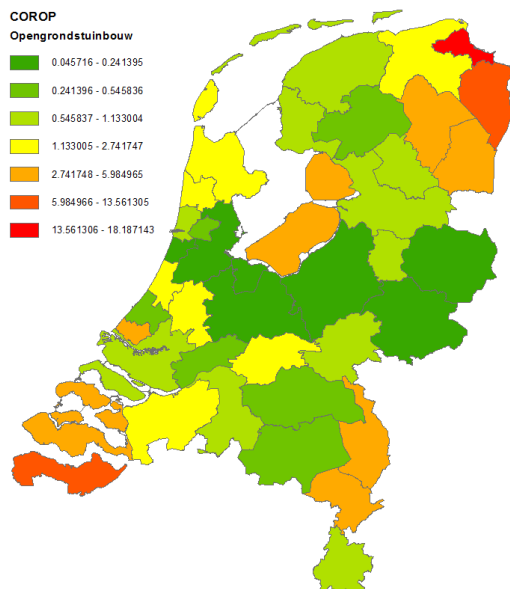 COROP
Opengrondstuinbouw
0.045716 - 0.241395
0.241396 - 0.545836
0.545837 - 1.133004
1.133005 - 2.741747
2.741748 - 5.984965
5.984966 - 13.561305
13.561306 - 18.187143